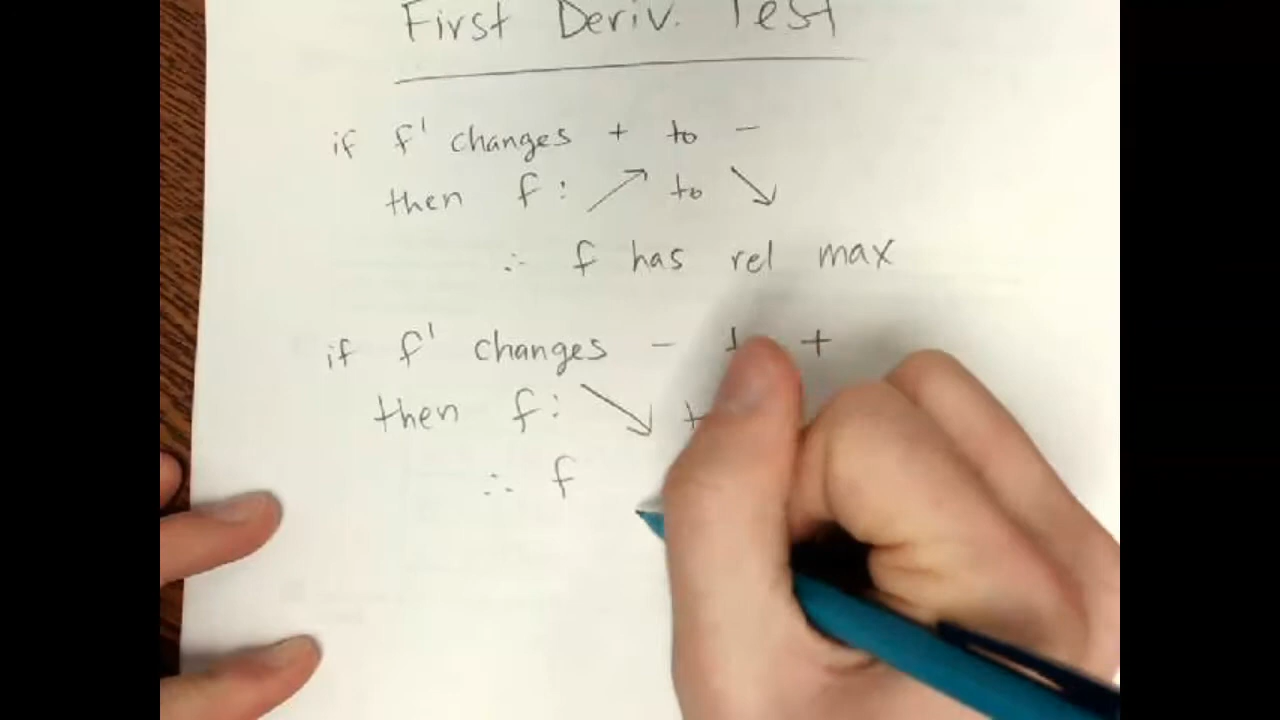 First Deriv. Test
if f' changes + to -
then f: ↗ to ↘
∴ f has rel max
if f' changes - +
then f: ↘
∴ f